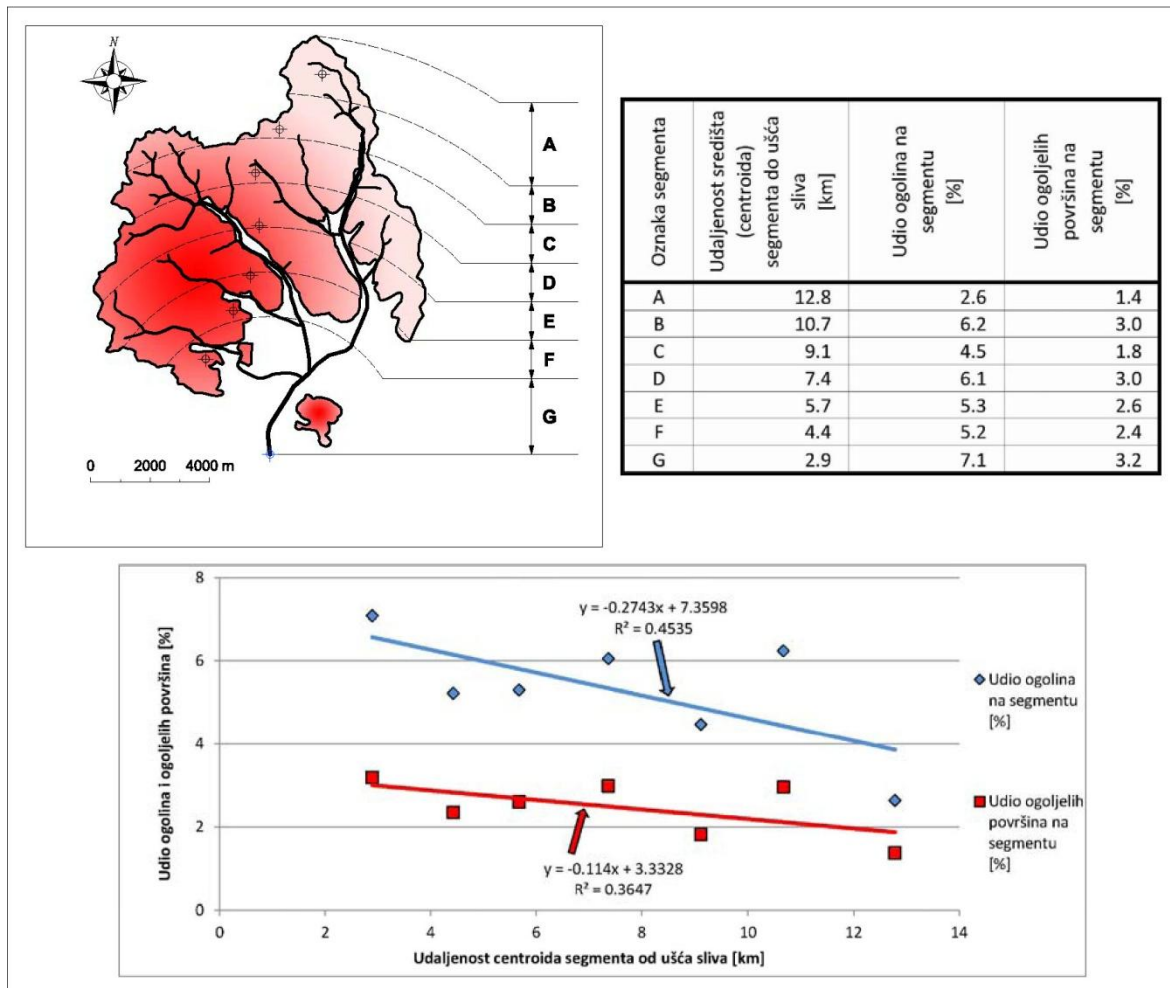 N
A
B
C
D
E
F
G
0 2000 4000 m
Oznaka segmenta
Udaljenost središta
(centroida)
segmenta do ušća
sliva
[km]
Udio ogolina na
segmentu
[%]
Udio ogoljelih
površina na
segmentu
[%]
A 12.8 2.6 1.4
B 10.7 6.2 3.0
C 9.1 4.5 1.8
D 7.4 6.1 3.0
E 5.7 5.3 2.6
F 4.4 5.2 2.4
G 2.9 7.1 3.2
Udio ogolina i ogoljelih površina [%]
8
6
4
2
0
y = -0.2743x + 7.3598
R² = 0.4535
y = -0.114x + 3.3328
R² = 0.3647
Udio ogolina
na segmentu
[%]
Udio ogoljelih
površina na
segmentu
[%]
0 2 4 6 8 10 12 14
Udaljenost centroida segmenta od ušća sliva [km]